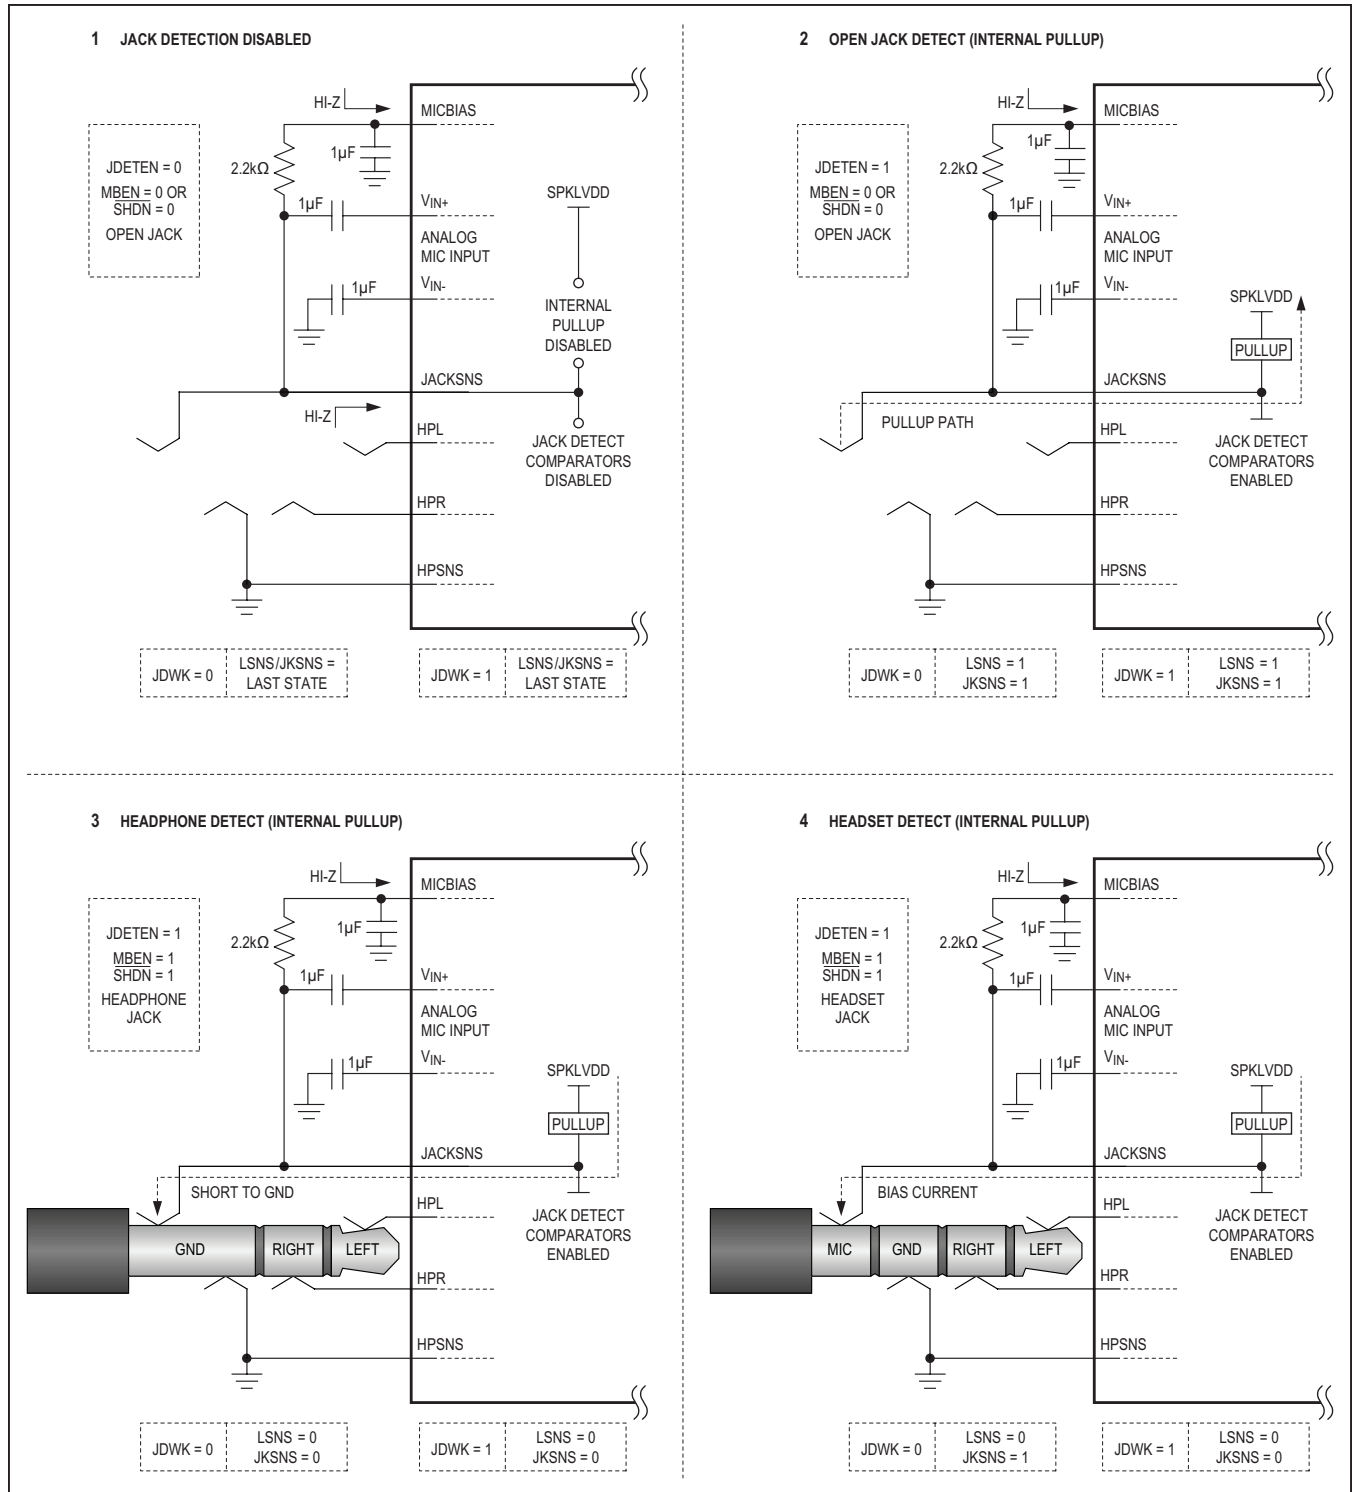 1 JACK DETECTION DISABLED
HI-Z
MICBIAS
JDETEN = 0
MBEN = 0 OR
SHDN = 0
OPEN JACK
2.2kΩ
1µF
1µF
VIN+
SPKLVDD
ANALOG
MIC INPUT
1µF
VIN-
INTERNAL
PULLUP
DISABLED
JACKSNS
HI-Z
HPL
JACK DETECT
COMPARATORS
DISABLED
HPR
HPSNS
JDWK = 0
LSNS/JKSNS =
LAST STATE
JDWK = 1
LSNS/JKSNS =
LAST STATE
2 OPEN JACK DETECT (INTERNAL PULLUP)
HI-Z
MICBIAS
JDETEN = 1
MBEN = 0 OR
SHDN = 0
OPEN JACK
2.2kΩ
1µF
1µF
VIN+
ANALOG
MIC INPUT
1µF
VIN-
SPKLVDD
PULLUP
JACKSNS
PULLUP PATH
HPL
JACK DETECT
COMPARATORS
ENABLED
HPR
HPSNS
JDWK = 0
LSNS = 1
JKSNS = 1
JDWK = 1
LSNS = 1
JKSNS = 1
3 HEADPHONE DETECT (INTERNAL PULLUP)
HI-Z
MICBIAS
JDETEN = 1
MBEN = 1
SHDN = 1
HEADPHONE
JACK
2.2kΩ
1µF
1µF
VIN+
ANALOG
MIC INPUT
1µF
VIN-
SPKLVDD
PULLUP
JACKSNS
SHORT TO GND
HPL
GND
RIGHT
LEFT
JACK DETECT
COMPARATORS
ENABLED
HPR
HPSNS
JDWK = 0
LSNS = 0
JKSNS = 0
JDWK = 1
LSNS = 0
JKSNS = 0
4 HEADSET DETECT (INTERNAL PULLUP)
HI-Z
MICBIAS
JDETEN = 1
MBEN = 1
SHDN = 1
HEADSET
JACK
2.2kΩ
1µF
1µF
VIN+
ANALOG
MIC INPUT
1µF
VIN-
SPKLVDD
PULLUP
JACKSNS
BIAS CURRENT
HPL
MIC
GND
RIGHT
LEFT
JACK DETECT
COMPARATORS
ENABLED
HPR
HPSNS
JDWK = 0
LSNS = 0
JKSNS = 1
JDWK = 1
LSNS = 0
JKSNS = 0